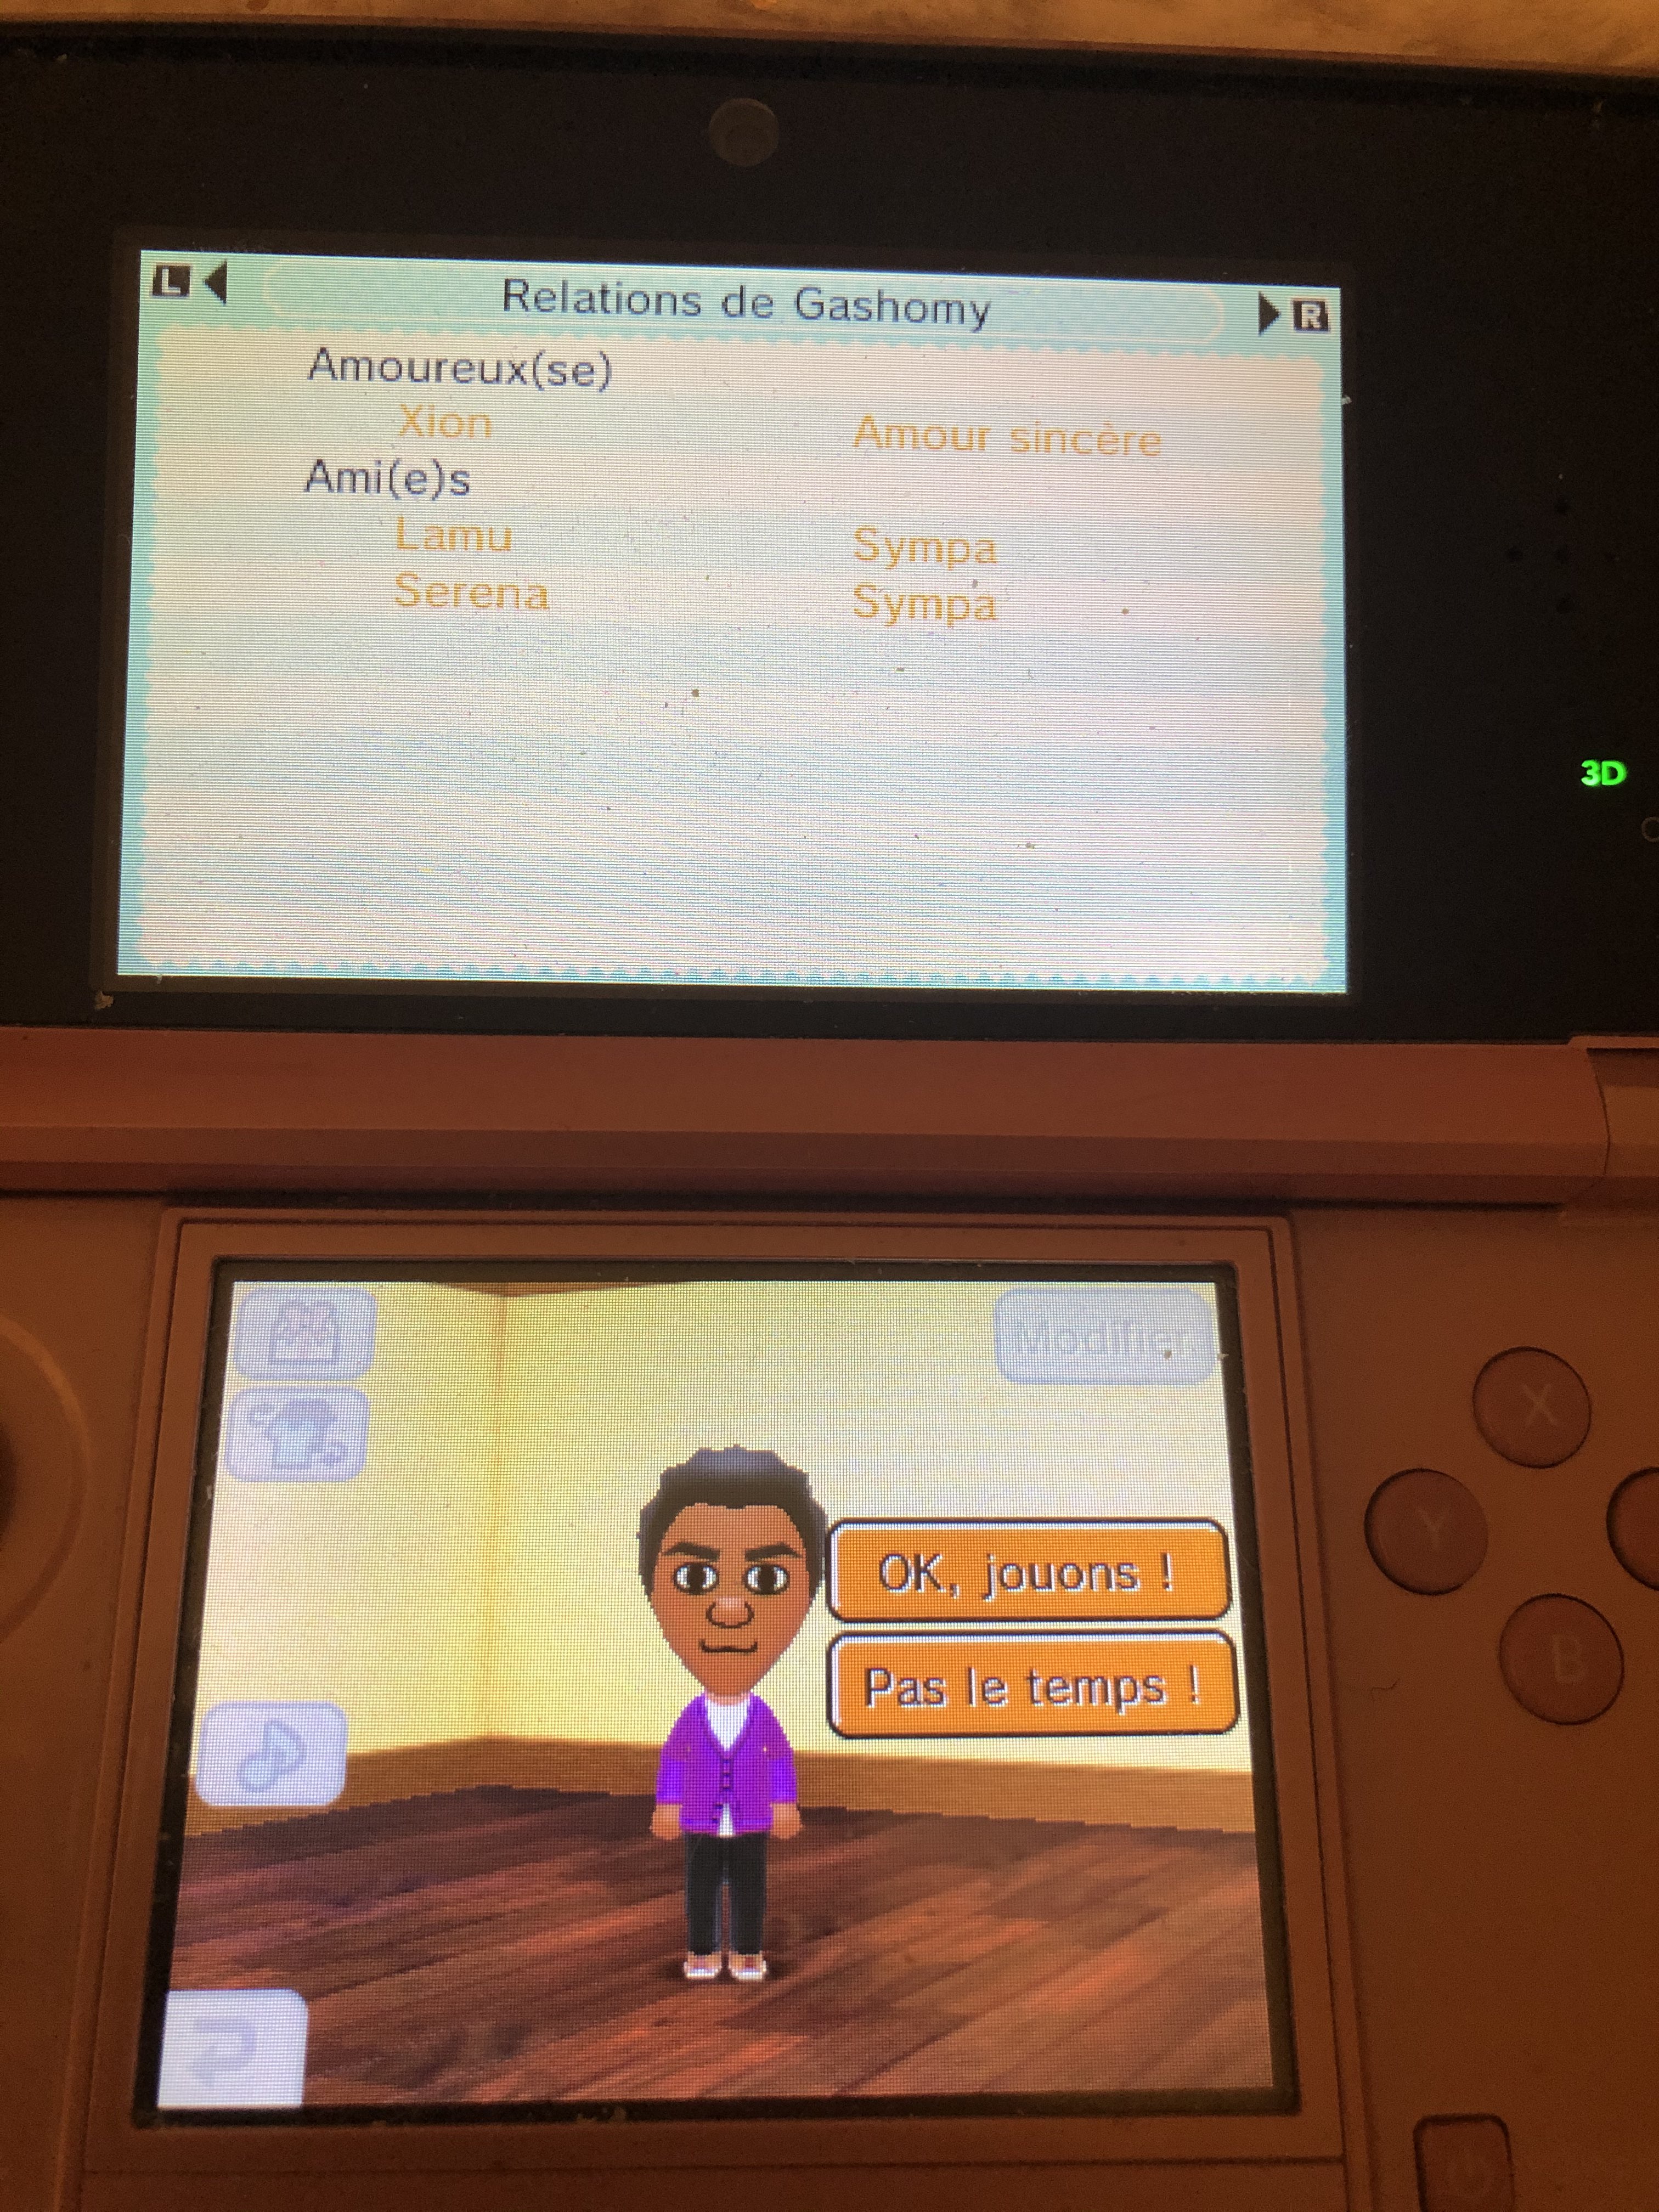 L Relations de Gashomy R
Amoureux(se)
Xion Amour sincère
Ami(e)s
Lamu Sympa
Serena Sympa
3D
Modifier
OK, jouons !
Pas le temps !
X
Y
B